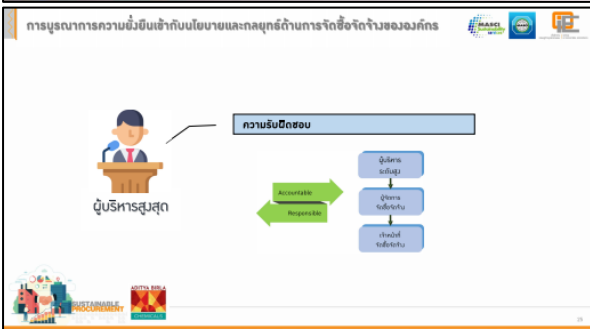 การบูรณาการความยั่งยืนเข้ากับนโยบายและกลยุทธ์ด้านการจัดซื้อจัดจ้างขององค์กร
MASCI
ความรับผิดชอบ
ผู้บริหารสูงสุด
Accountable
Responsible
ผู้บริหาร
ระดับสูง
ผู้จัดการ
จัดซื้อจัดจ้าง
เจ้าหน้าที่
จัดซื้อจัดจ้าง
SUSTAINABLE
PROCUREMENT
ADITYA BIRLA
CHEMICALS